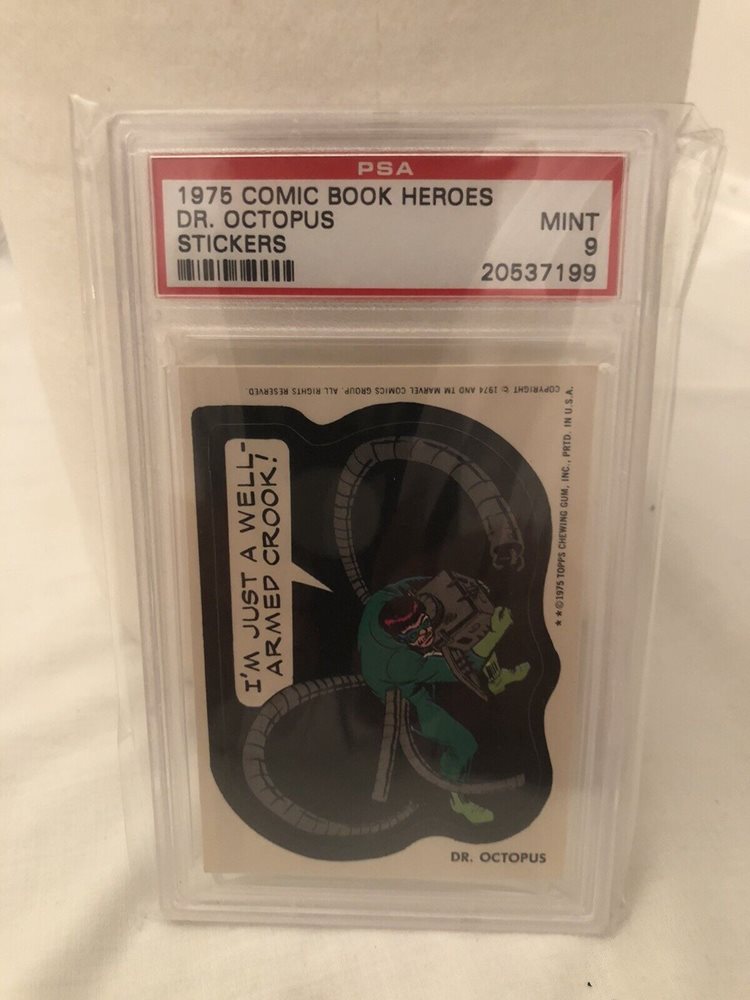 PSA
1975 COMIC BOOK HEROES
DR. OCTOPUS
STICKERS
MINT
9
20537199
COPYRIGHT © 1974 AND TM MARVEL COMICS GROUP. ALL RIGHTS RESERVED.
**©1975 TOPPS CHEWING GUM, INC., PRTD. IN U.S.A.
I'M JUST A WELL-
ARMED CROOK!
DR. OCTOPUS